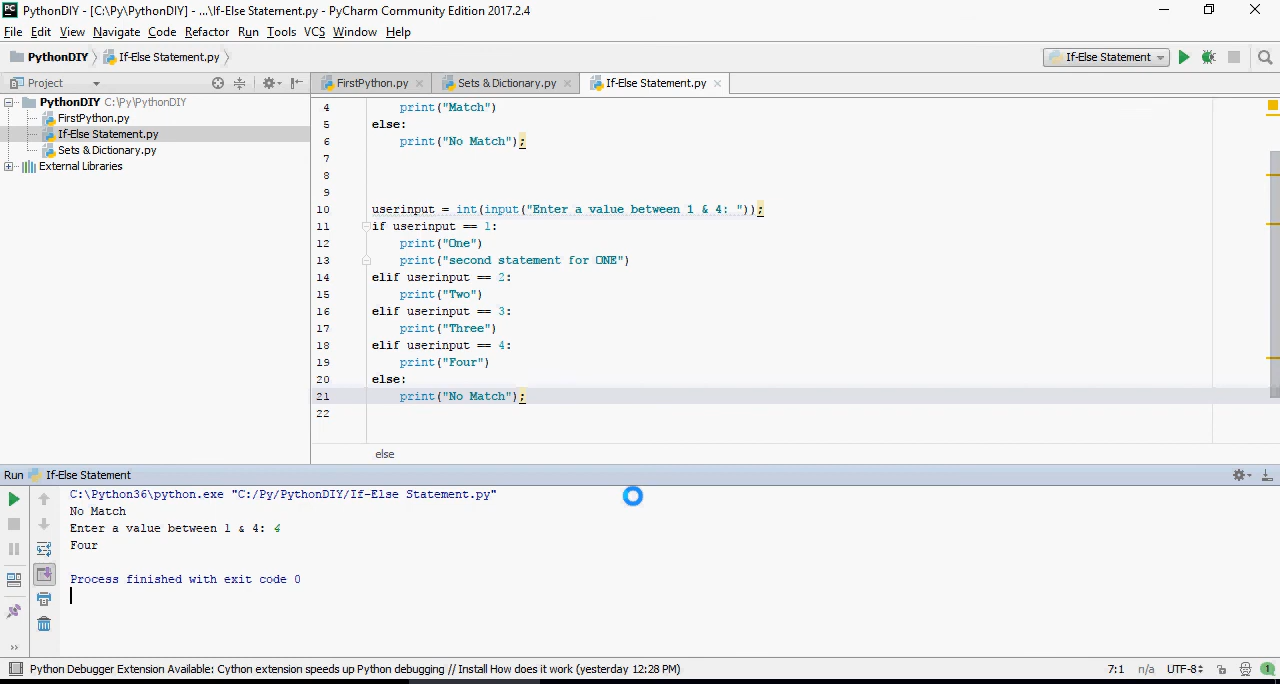 PythonDIY - [C:\Py\PythonDIY] - ...\If-Else Statement.py - PyCharm Community Edition 2017.2.4
File Edit View Navigate Code Refactor Run Tools VCS Window Help
PythonDIY If-Else Statement.py If-Else Statement
Project FirstPython.py Sets & Dictionary.py If-Else Statement.py
PythonDIY C:\Py\PythonDIY
FirstPython.py
If-Else Statement.py
Sets & Dictionary.py
External Libraries
4 print("Match")
5 else:
6 print("No Match");
7
8
9
10 userinput = int(input("Enter a value between 1 & 4: "));
11 if userinput == 1:
12 print("One")
13 print("second statement for ONE")
14 elif userinput == 2:
15 print("Two")
16 elif userinput == 3:
17 print("Three")
18 elif userinput == 4:
19 print("Four")
20 else:
21 print("No Match");
22
else
Run If-Else Statement
C:\Python36\python.exe "C:/Py/PythonDIY/If-Else Statement.py"
No Match
Enter a value between 1 & 4: 4
Four
Process finished with exit code 0
Python Debugger Extension Available: Cython extension speeds up Python debugging // Install How does it work (yesterday 12:28 PM) 7:1 n/a UTF-8 1